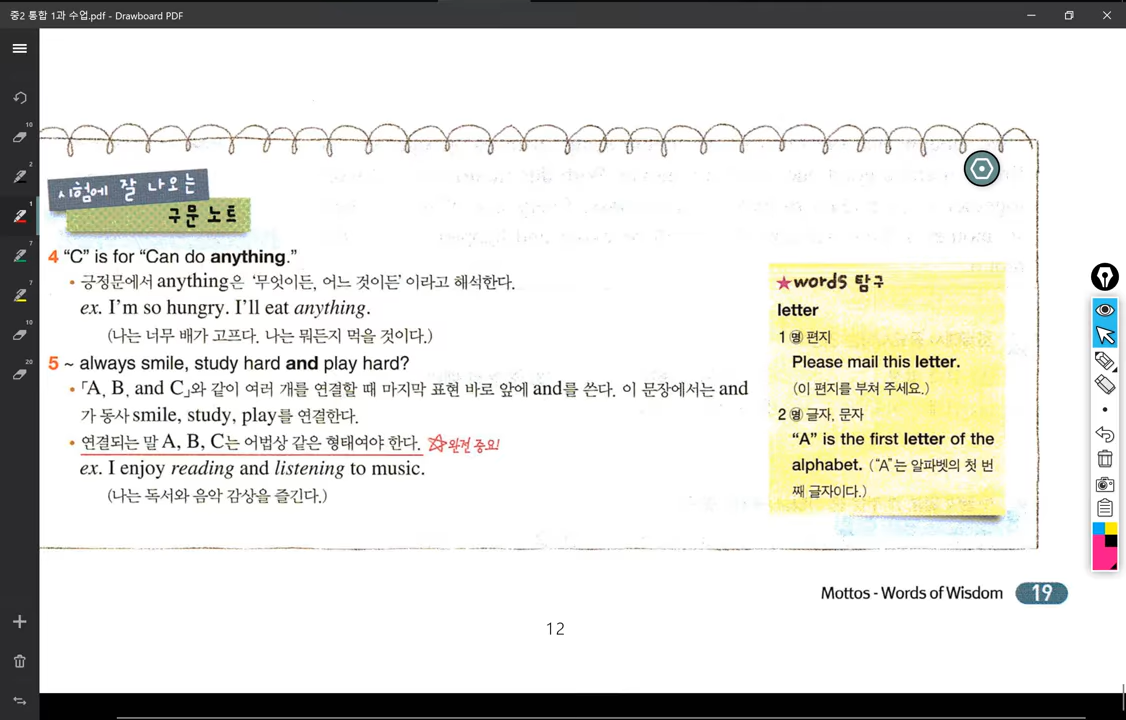 중2 통합 1과 수업.pdf - Drawboard PDF
10
2
1
7
7
10
20
시험에 잘 나오는
구문 노트
4 “C” is for “Can do anything.”
• 긍정문에서 anything은 ‘무엇이든, 어느 것이든’ 이라고 해석한다.
ex. I’m so hungry. I’ll eat anything.
(나는 너무 배가 고프다. 나는 뭐든지 먹을 것이다.)
5 ~ always smile, study hard and play hard?
• 「A, B, and C」와 같이 여러 개를 연결할 때 마지막 표현 바로 앞에 and를 쓴다. 이 문장에서는 and
가 동사 smile, study, play를 연결한다.
• 연결되는 말 A, B, C는 어법상 같은 형태여야 한다. ☆완전 중요!
ex. I enjoy reading and listening to music.
(나는 독서와 음악 감상을 즐긴다.)
★words 탐구
letter
1 명 편지
Please mail this letter.
(이 편지를 부쳐 주세요.)
2 명 글자, 문자
“A” is the first letter of the
alphabet. (“A”는 알파벳의 첫 번
째 글자이다.)
Mottos - Words of Wisdom 19
12